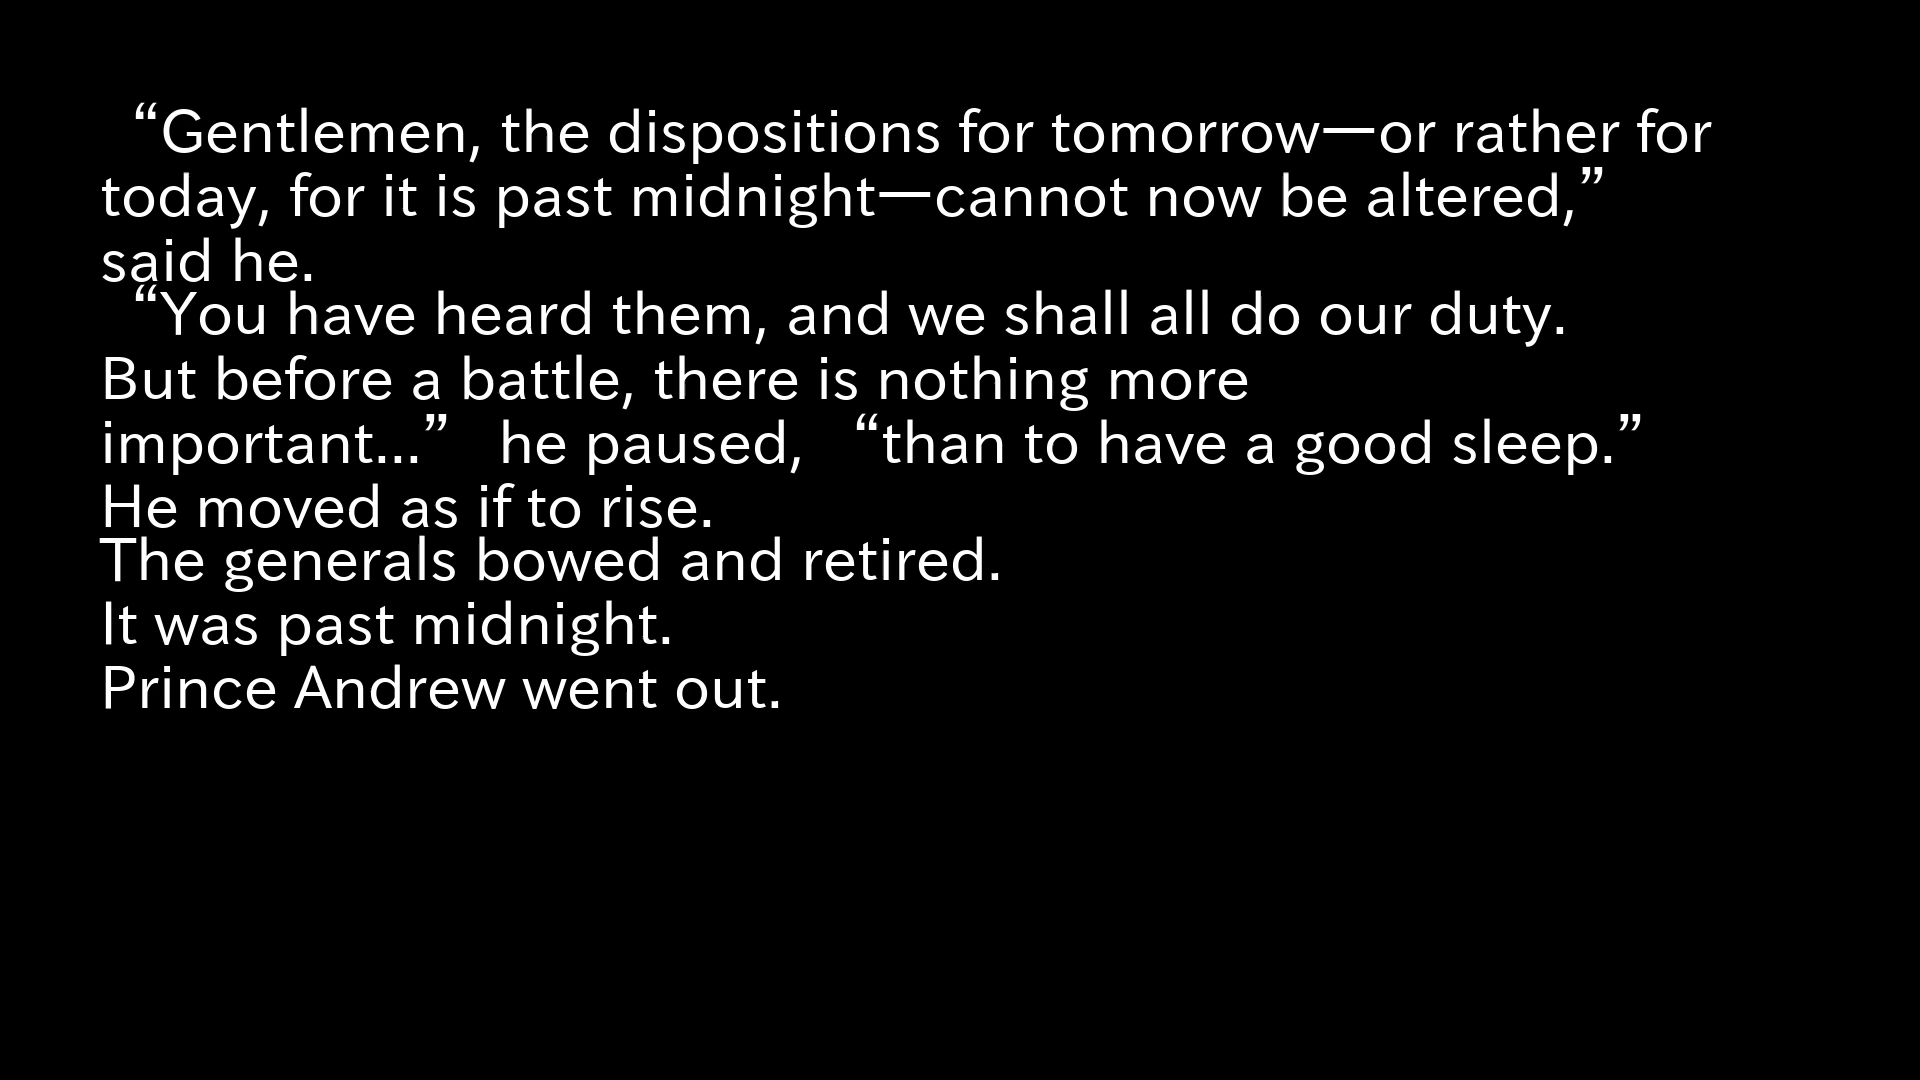 “Gentlemen, the dispositions for tomorrow—or rather for
today, for it is past midnight—cannot now be altered,”
said he.
“You have heard them, and we shall all do our duty.
But before a battle, there is nothing more
important...” he paused, “than to have a good sleep.”
He moved as if to rise.
The generals bowed and retired.
It was past midnight.
Prince Andrew went out.